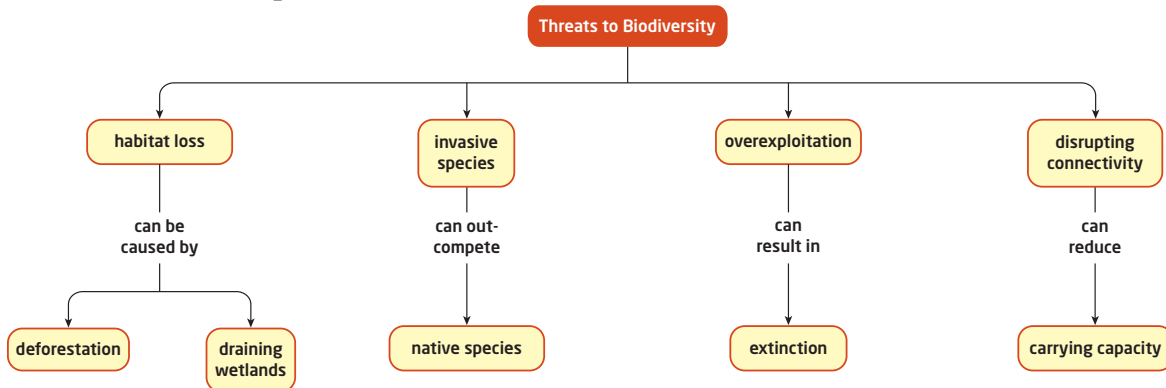 Threats to Biodiversity
habitat loss
invasive
species
overexploitation
disrupting
connectivity
can be
caused by
can out-
compete
can
result in
can
reduce
deforestation
draining
wetlands
native species
extinction
carrying capacity